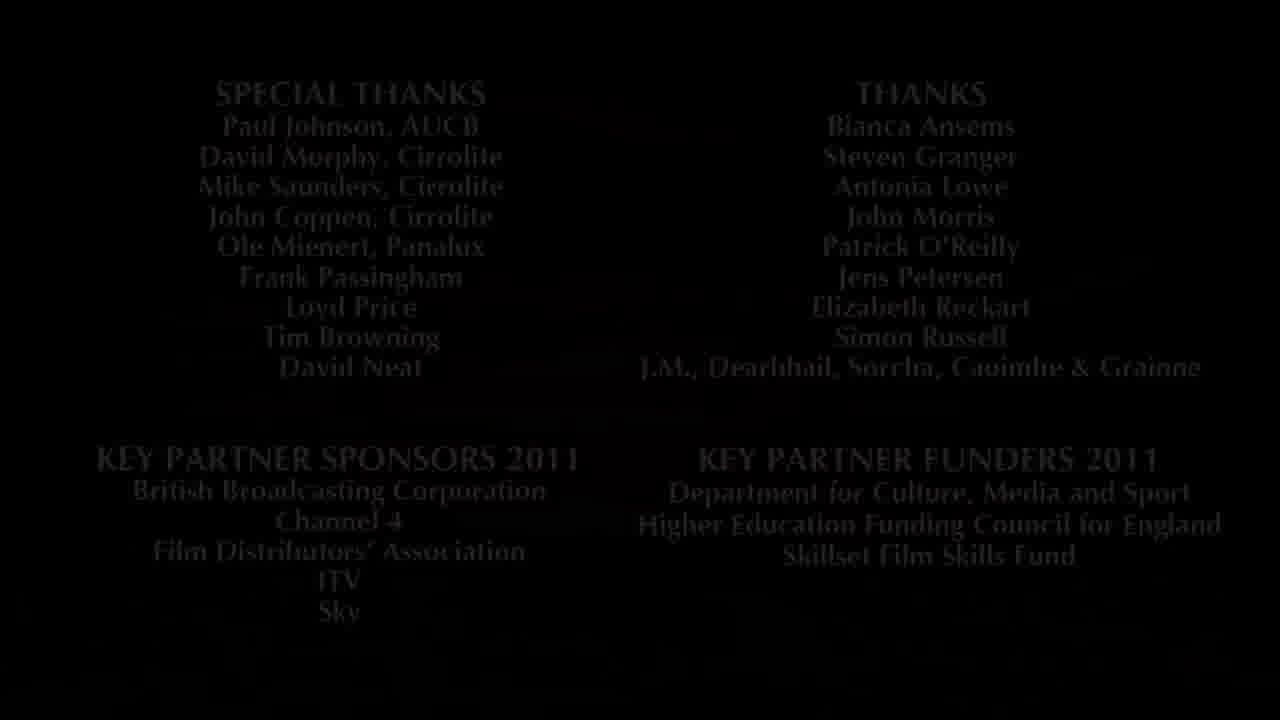 SPECIAL THANKS
Paul Johnson, AUCB
David Morphy, Cirrolite
Mike Saunders, Cirrolite
John Coppen, Cirrolite
Ole Mienert, Panalux
Frank Passingham
Loyd Price
Tim Browning
David Neat
THANKS
Bianca Ansems
Steven Granger
Antonia Lowe
John Morris
Patrick O'Reilly
Jens Petersen
Elizabeth Reckart
Simon Russell
J.M., Dearbhail, Sorcha, Caoimhe & Grainne
KEY PARTNER SPONSORS 2011
British Broadcasting Corporation
Channel 4
Film Distributors' Association
ITV
Sky
KEY PARTNER FUNDERS 2011
Department for Culture, Media and Sport
Higher Education Funding Council for England
Skillset Film Skills Fund